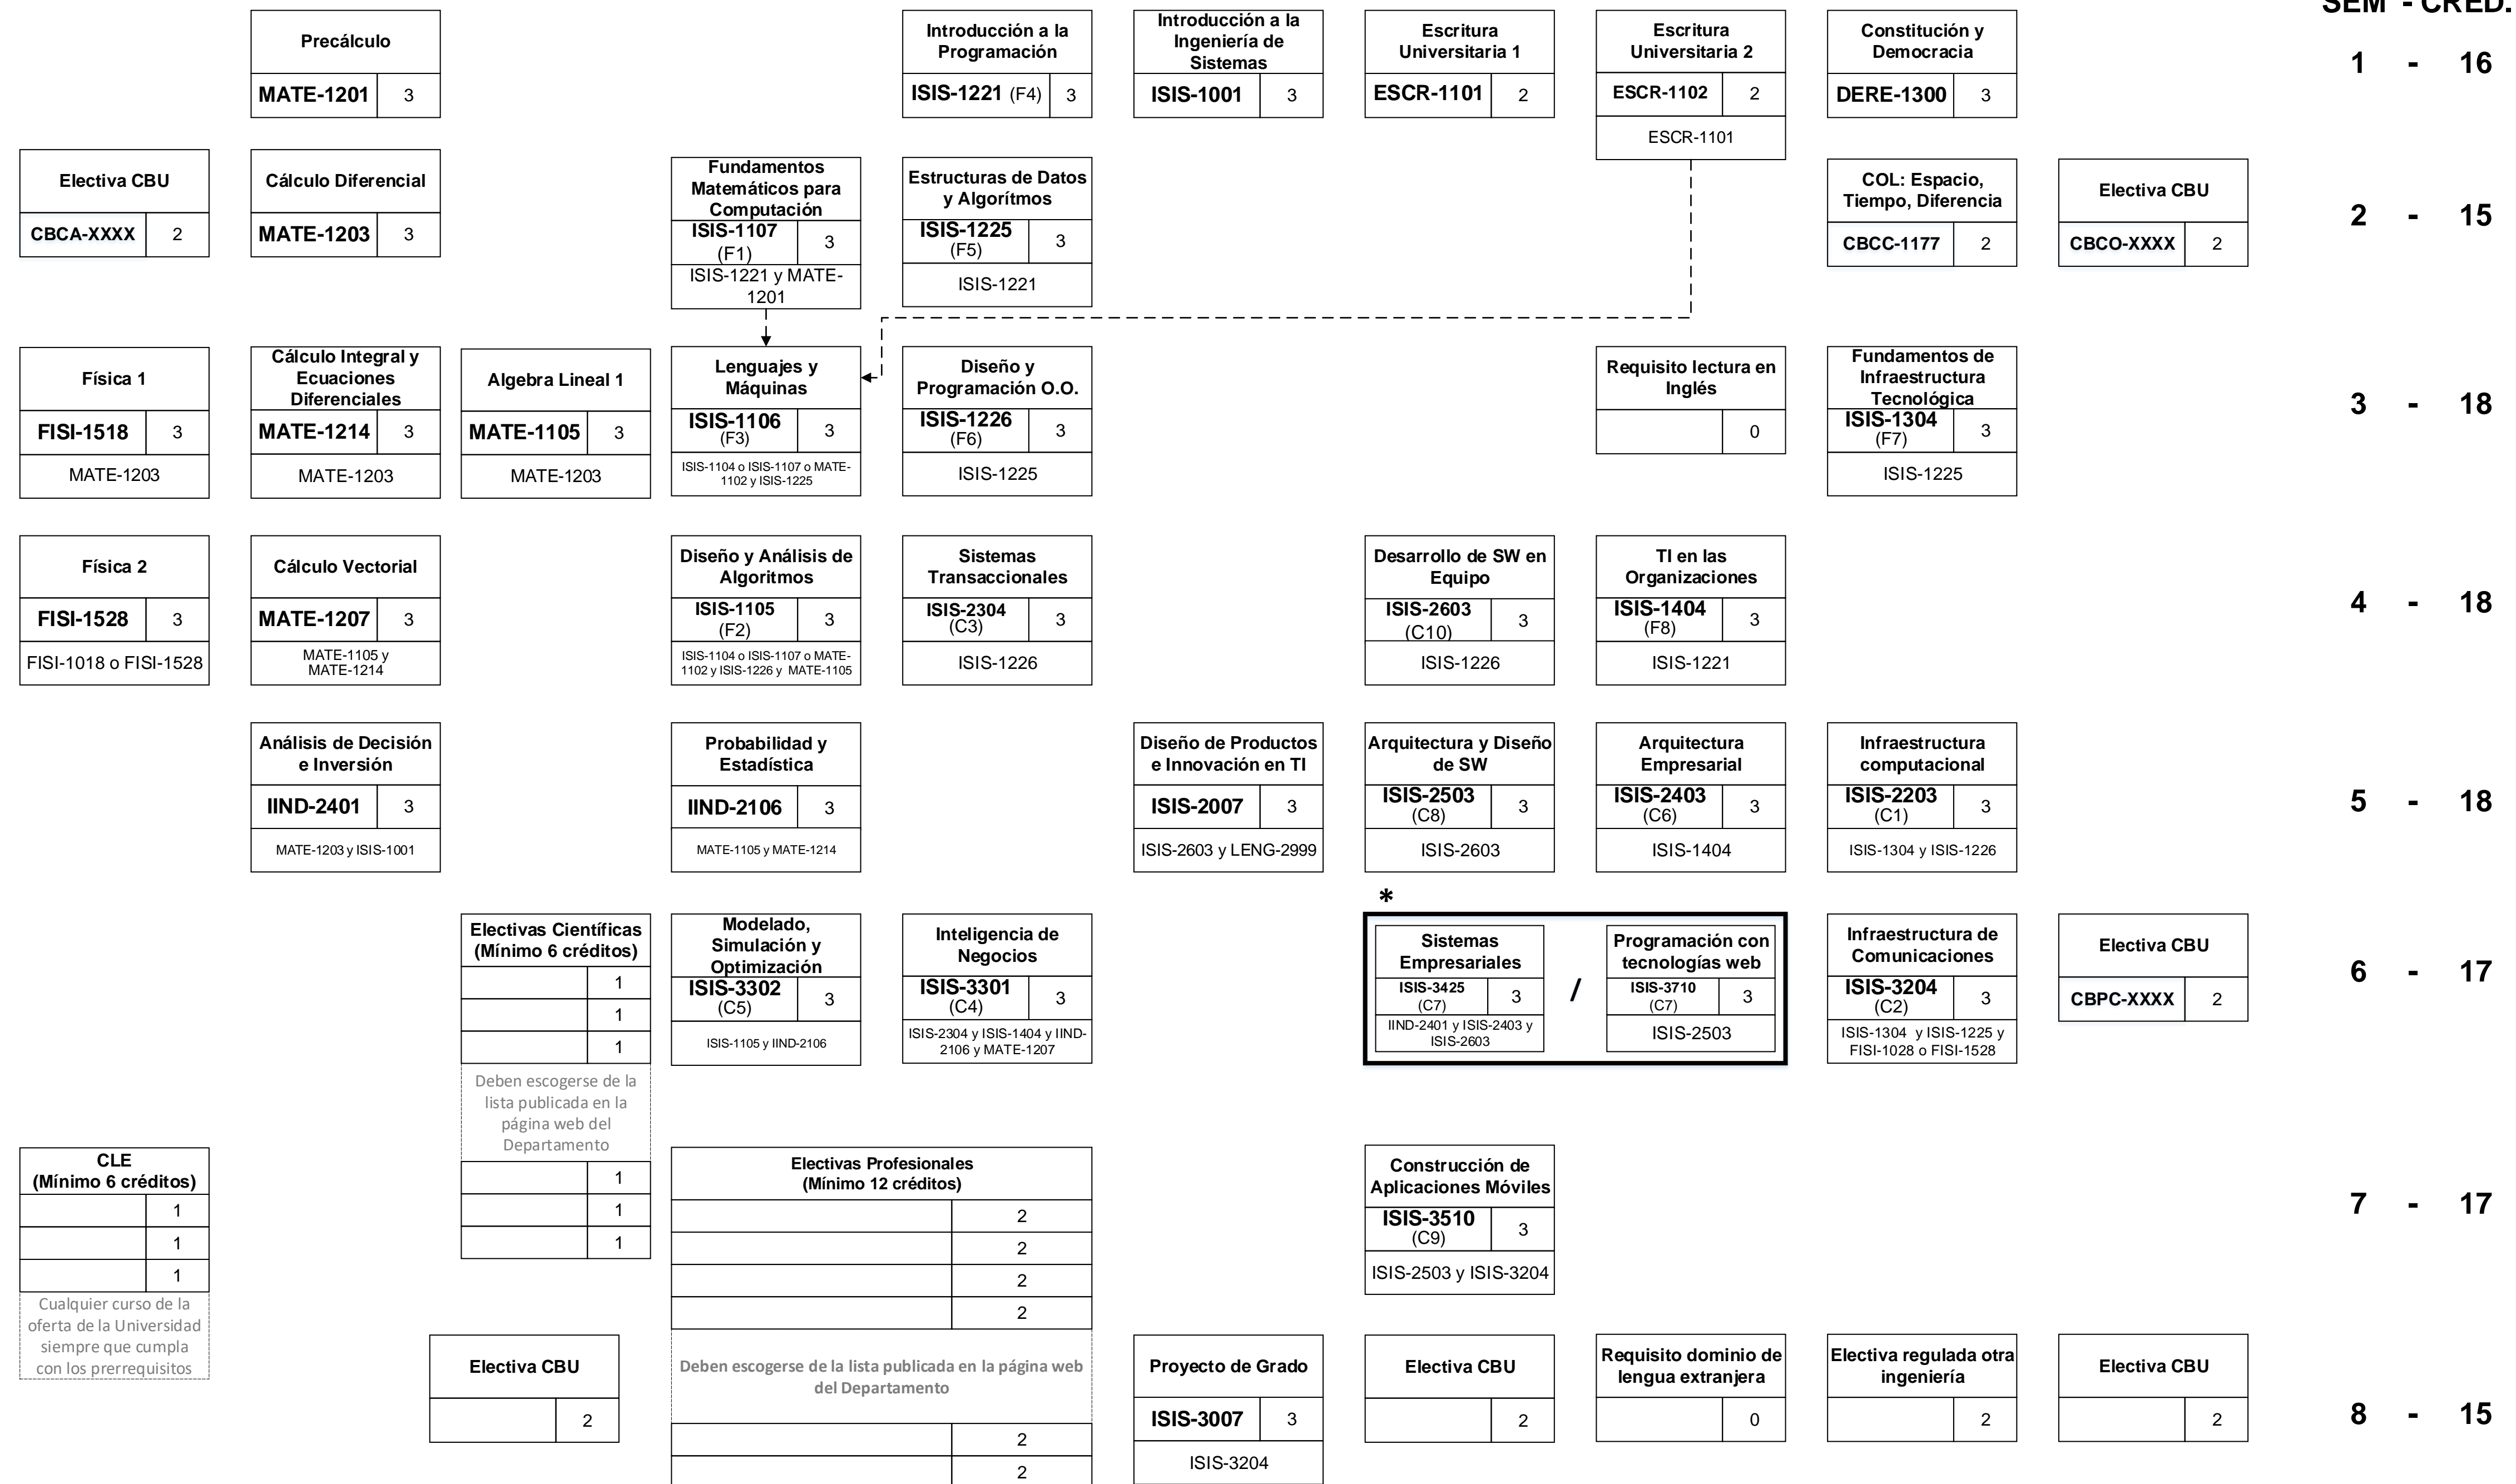 SEM - CRED.
Precálculo
MATE-1201 3
Introducción a la
Programación
ISIS-1221 (F4) 3
Introducción a la
Ingeniería de
Sistemas
ISIS-1001 3
Escritura
Universitaria 1
ESCR-1101 2
Escritura
Universitaria 2
ESCR-1102 2
ESCR-1101
Constitución y
Democracia
DERE-1300 3
1 - 16
Electiva CBU
CBCA-XXXX 2
Cálculo Diferencial
MATE-1203 3
Fundamentos
Matemáticos para
Computación
ISIS-1107
(F1)
3
ISIS-1221 y MATE-
1201
Estructuras de Datos
y Algorítmos
ISIS-1225
(F5)
3
ISIS-1221
COL: Espacio,
Tiempo, Diferencia
CBCC-1177 2
Electiva CBU
CBCO-XXXX 2
2 - 15
Física 1
FISI-1518 3
MATE-1203
Cálculo Integral y
Ecuaciones
Diferenciales
MATE-1214 3
MATE-1203
Algebra Lineal 1
MATE-1105 3
MATE-1203
Lenguajes y
Máquinas
ISIS-1106
(F3)
3
ISIS-1104 o ISIS-1107 o MATE-
1102 y ISIS-1225
Diseño y
Programación O.O.
ISIS-1226
(F6)
3
ISIS-1225
Requisito lectura en
Inglés
0
Fundamentos de
Infraestructura
Tecnológica
ISIS-1304
(F7)
3
ISIS-1225
3 - 18
Física 2
FISI-1528 3
FISI-1018 o FISI-1528
Cálculo Vectorial
MATE-1207 3
MATE-1105 y
MATE-1214
Diseño y Análisis de
Algoritmos
ISIS-1105
(F2)
3
ISIS-1104 o ISIS-1107 o MATE-
1102 y ISIS-1226 y MATE-1105
Sistemas
Transaccionales
ISIS-2304
(C3)
3
ISIS-1226
Desarrollo de SW en
Equipo
ISIS-2603
(C10)
3
ISIS-1226
TI en las
Organizaciones
ISIS-1404
(F8)
3
ISIS-1221
4 - 18
Análisis de Decisión
e Inversión
IIND-2401 3
MATE-1203 y ISIS-1001
Probabilidad y
Estadística
IIND-2106 3
MATE-1105 y MATE-1214
Diseño de Productos
e Innovación en TI
ISIS-2007 3
ISIS-2603 y LENG-2999
Arquitectura y Diseño
de SW
ISIS-2503
(C8)
3
ISIS-2603
Arquitectura
Empresarial
ISIS-2403
(C6)
3
ISIS-1404
Infraestructura
computacional
ISIS-2203
(C1)
3
ISIS-1304 y ISIS-1226
5 - 18
*
Electivas Científicas
(Mínimo 6 créditos)
1
1
1
Deben escogerse de la
lista publicada en la
página web del
Departamento
1
1
1
Modelado,
Simulación y
Optimización
ISIS-3302
(C5)
3
ISIS-1105 y IIND-2106
Inteligencia de
Negocios
ISIS-3301
(C4)
3
ISIS-2304 y ISIS-1404 y IIND-
2106 y MATE-1207
Sistemas
Empresariales
ISIS-3425
(C7)
3
IIND-2401 y ISIS-2403 y
ISIS-2603
/
Programación con
tecnologías web
ISIS-3710
(C7)
3
ISIS-2503
Infraestructura de
Comunicaciones
ISIS-3204
(C2)
3
ISIS-1304 y ISIS-1225 y
FISI-1028 o FISI-1528
Electiva CBU
CBPC-XXXX 2
6 - 17
CLE
(Mínimo 6 créditos)
1
1
1
Cualquier curso de la
oferta de la Universidad
siempre que cumpla
con los prerrequisitos
Electivas Profesionales
(Mínimo 12 créditos)
2
2
2
2
Deben escogerse de la lista publicada en la página web
del Departamento
2
2
Construcción de
Aplicaciones Móviles
ISIS-3510
(C9)
3
ISIS-2503 y ISIS-3204
7 - 17
Electiva CBU
2
Proyecto de Grado
ISIS-3007 3
ISIS-3204
Electiva CBU
2
Requisito dominio de
lengua extranjera
0
Electiva regulada otra
ingeniería
2
Electiva CBU
2
8 - 15